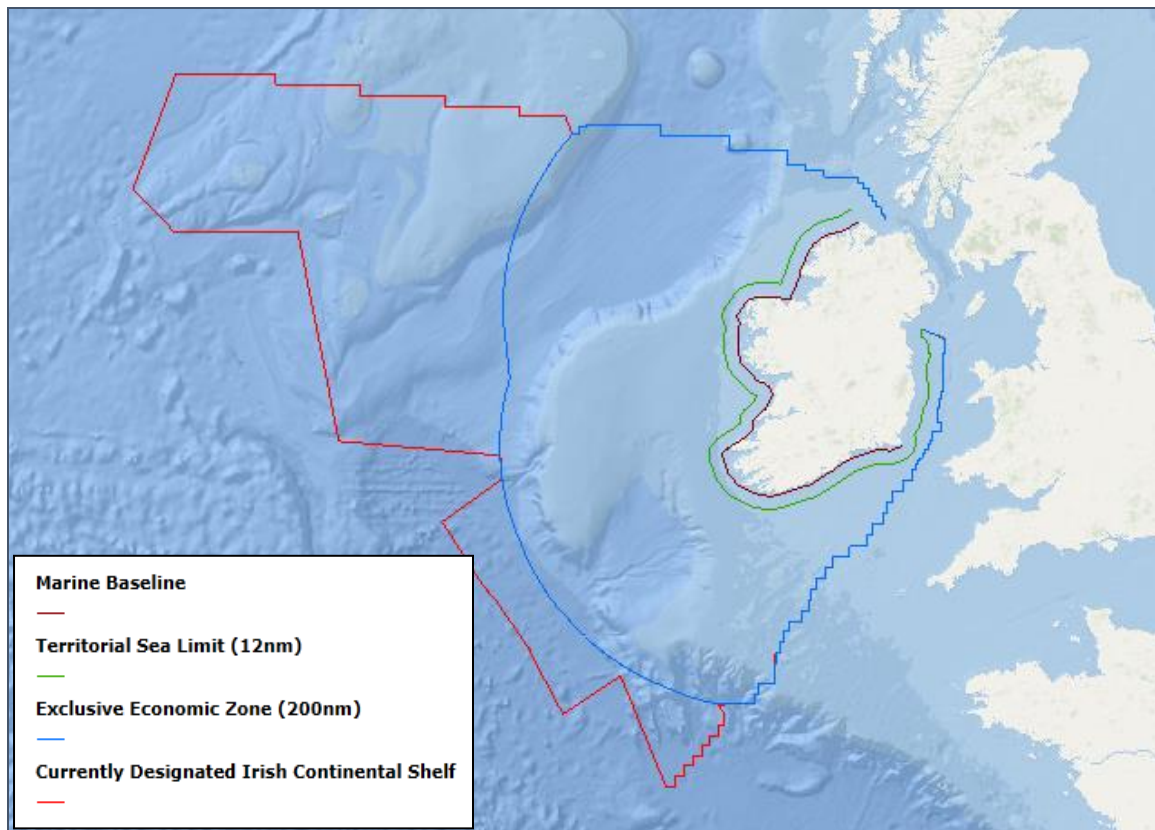 Marine Baseline
Territorial Sea Limit (12nm)
Exclusive Economic Zone (200nm)
Currently Designated Irish Continental Shelf